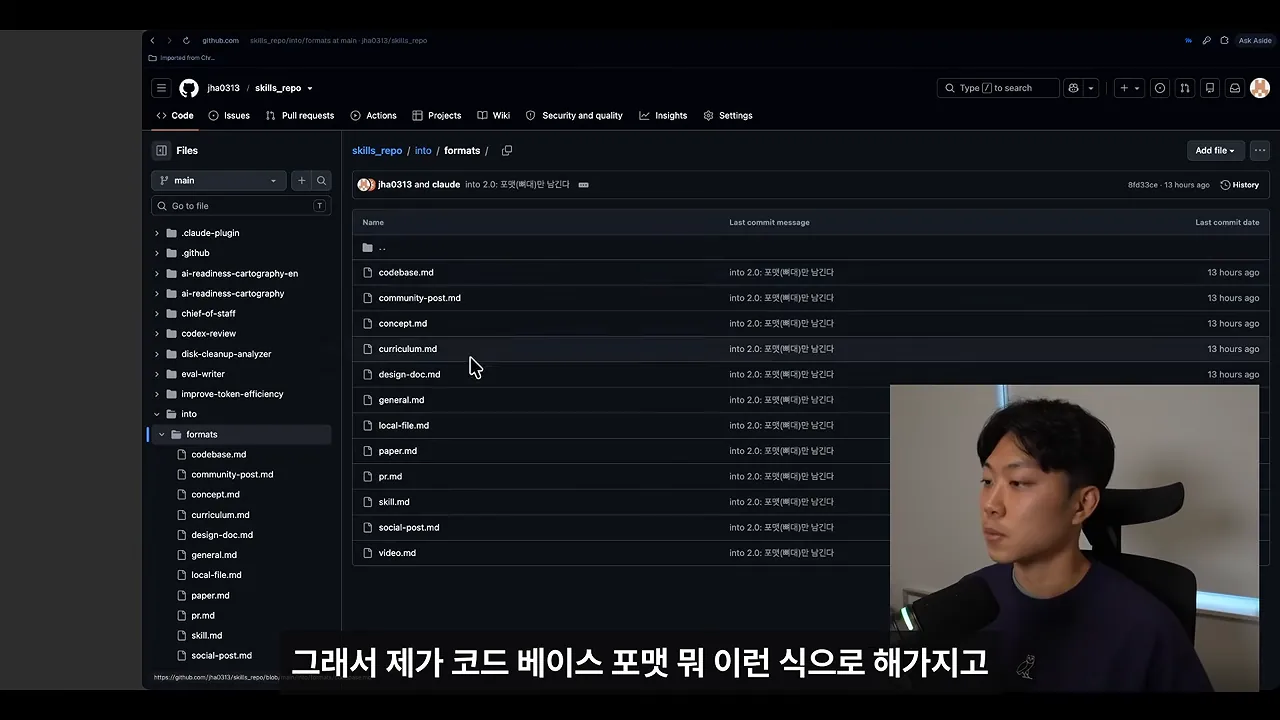 github.com skills_repo/into/formats at main · jha0313/skills_repo
Ask Aside
Imported from Chr...
jha0313 / skills_repo
Type / to search
Code Issues Pull requests Actions Projects Wiki Security and quality Insights Settings
Files
skills_repo / into / formats /
Add file
main
jha0313 and claude into 2.0: 포맷(뼈대)만 남긴다
8fd33ce · 13 hours ago
History
Go to file
T
Name Last commit message Last commit date
..
codebase.md into 2.0: 포맷(뼈대)만 남긴다 13 hours ago
community-post.md into 2.0: 포맷(뼈대)만 남긴다 13 hours ago
concept.md into 2.0: 포맷(뼈대)만 남긴다 13 hours ago
curriculum.md into 2.0: 포맷(뼈대)만 남긴다 13 hours ago
design-doc.md into 2.0: 포맷(뼈대)만 남긴다 13 hours ago
general.md into 2.0: 포맷(뼈대)만 남긴다
local-file.md into 2.0: 포맷(뼈대)만 남긴다
paper.md into 2.0: 포맷(뼈대)만 남긴다
pr.md into 2.0: 포맷(뼈대)만 남긴다
skill.md into 2.0: 포맷(뼈대)만 남긴다
social-post.md into 2.0: 포맷(뼈대)만 남긴다
video.md into 2.0: 포맷(뼈대)만 남긴다
.claude-plugin
.github
ai-readiness-cartography-en
ai-readiness-cartography
chief-of-staff
codex-review
disk-cleanup-analyzer
eval-writer
improve-token-efficiency
into
formats
codebase.md
community-post.md
concept.md
curriculum.md
design-doc.md
general.md
local-file.md
paper.md
pr.md
skill.md
social-post.md
https://github.com/jha0313/skills_repo/blob/
그래서 제가 코드 베이스 포맷 뭐 이런 식으로 해가지고